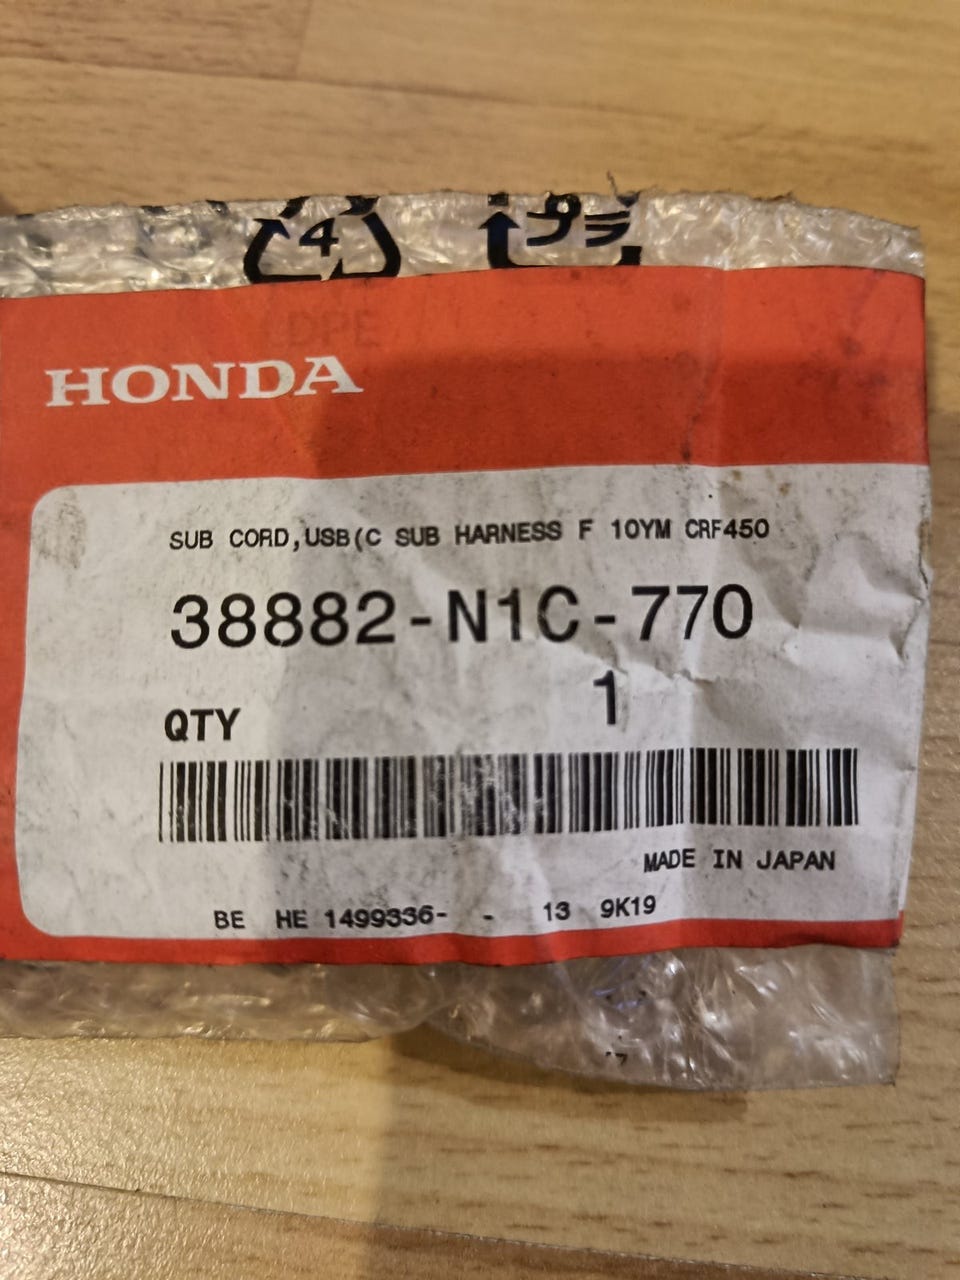 4
プラ
LDPE
HONDA
SUB CORD,USB(C SUB HARNESS F 10YM CRF450
38882-N1C-770
QTY 1
MADE IN JAPAN
BE HE 1499336- - 13 9K19